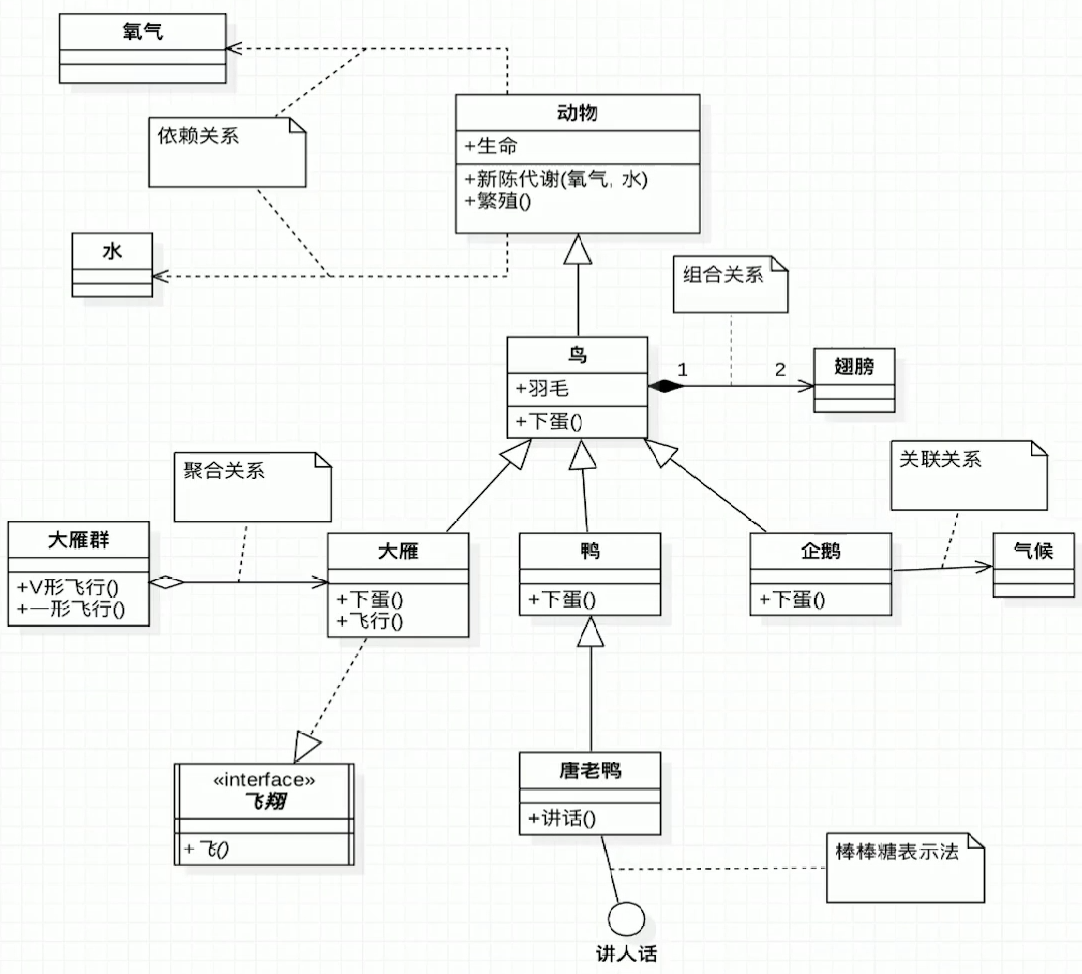 氧气
动物
+生命
+新陈代谢(氧气, 水)
+繁殖()
依赖关系
水
组合关系
鸟
+羽毛
+下蛋()
1
2
翅膀
聚合关系
关联关系
大雁群
+V形飞行()
+一形飞行()
大雁
+下蛋()
+飞行()
鸭
+下蛋()
企鹅
+下蛋()
气候
«interface»
飞翔
+飞()
唐老鸭
+讲话()
棒棒糖表示法
讲人话